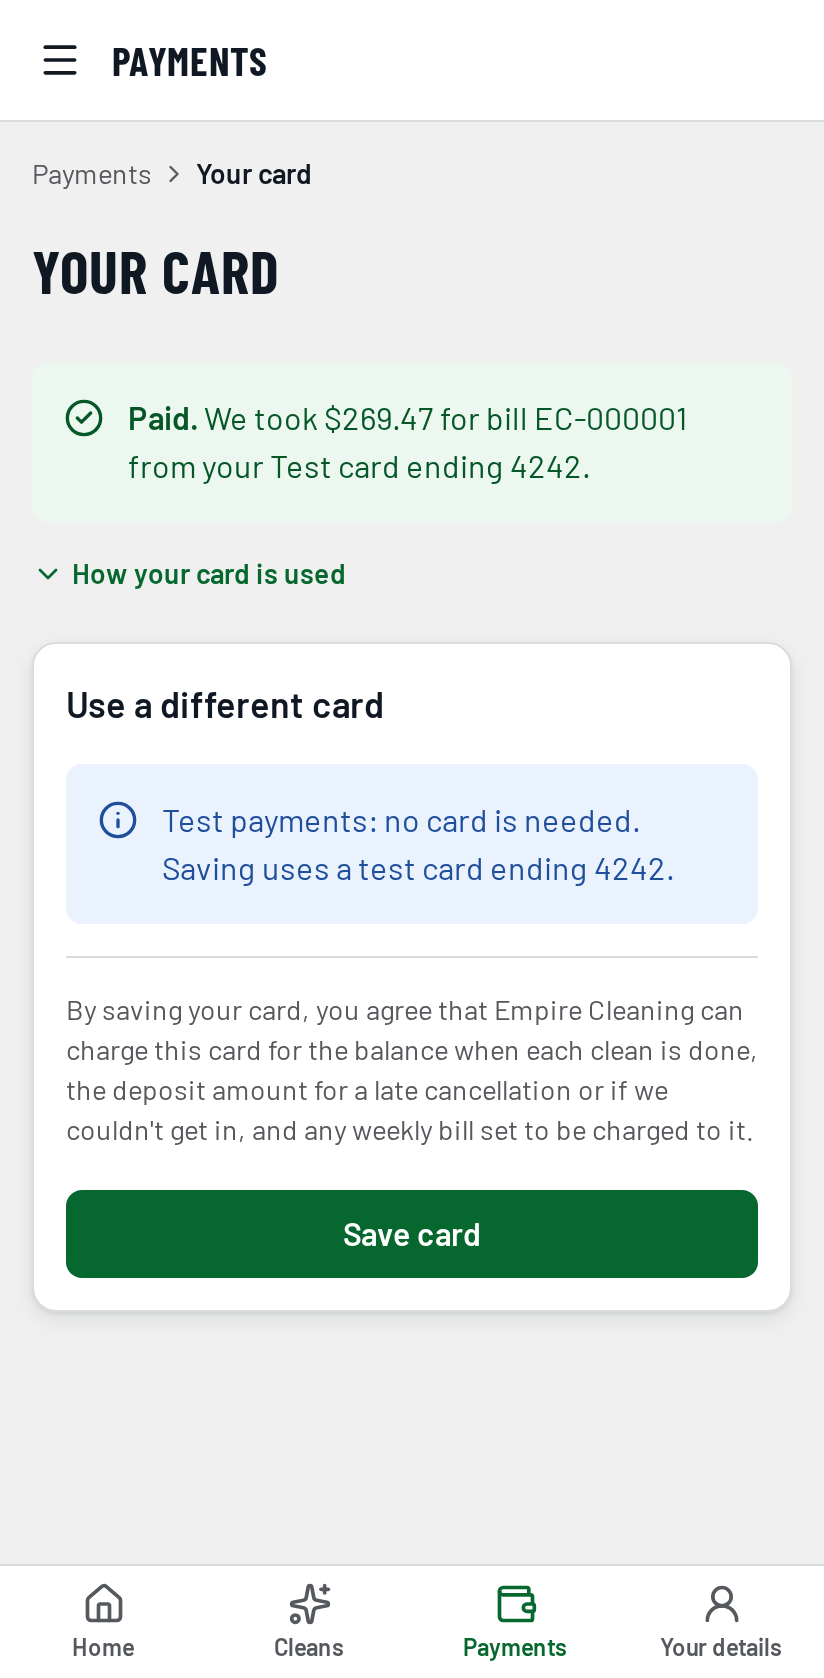 PAYMENTS
Payments > Your card
YOUR CARD
Paid. We took $269.47 for bill EC-000001
from your Test card ending 4242.
How your card is used
Use a different card
Test payments: no card is needed.
Saving uses a test card ending 4242.
By saving your card, you agree that Empire Cleaning can
charge this card for the balance when each clean is done,
the deposit amount for a late cancellation or if we
couldn't get in, and any weekly bill set to be charged to it.
Save card
Home Cleans Payments Your details